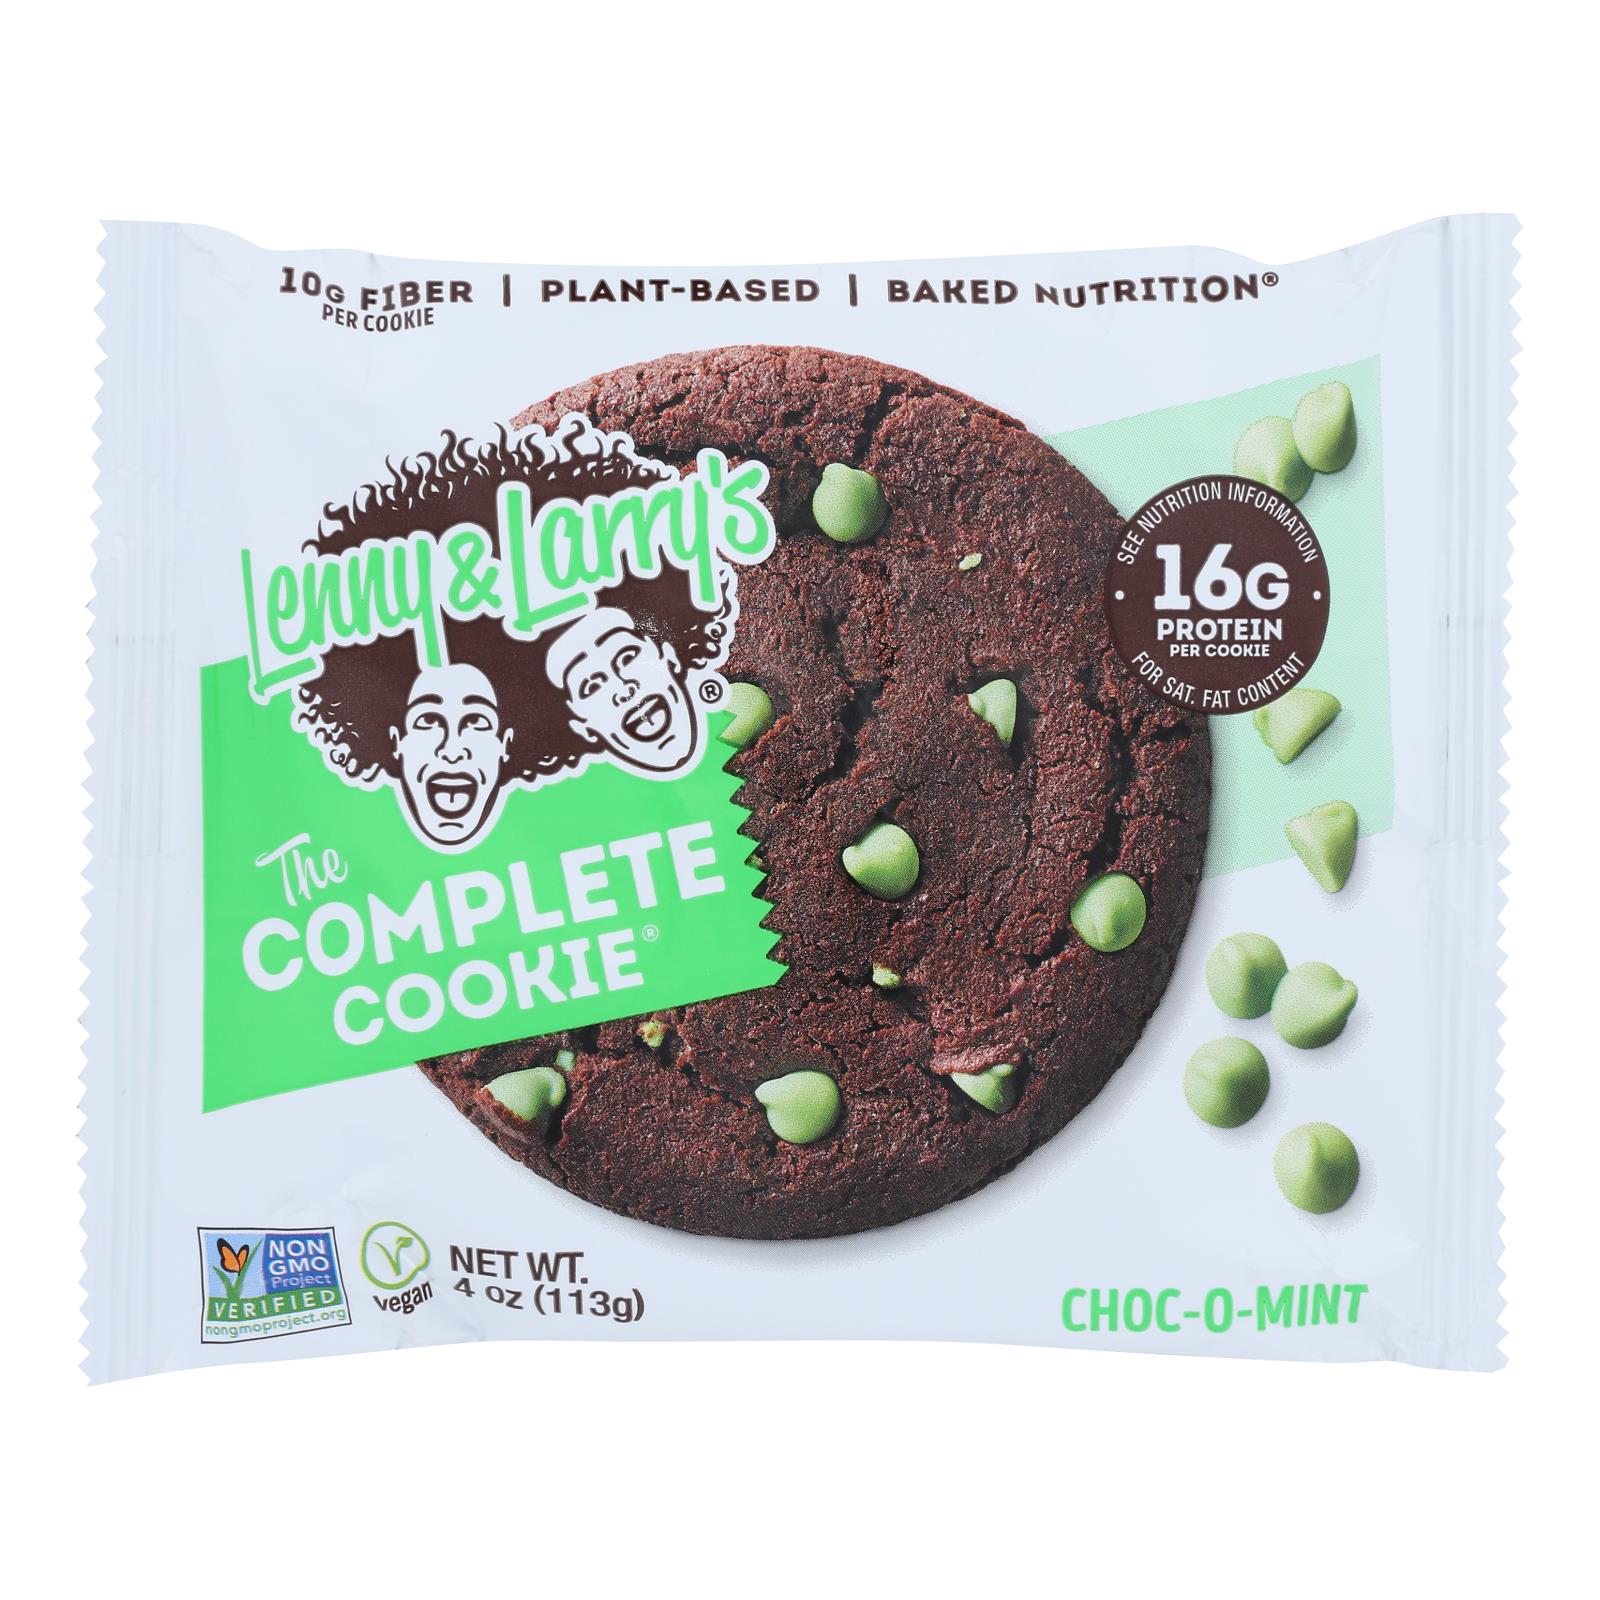 10G FIBER | PLANT-BASED | BAKED NUTRITION®
PER COOKIE
Lenny & Larry's
®
The
COMPLETE
COOKIE®
SEE NUTRITION INFORMATION
16G
PROTEIN
PER COOKIE
FOR SAT. FAT CONTENT
NON
GMO
Project
VERIFIED
nongmoproject.org
vegan
NET WT.
4 oz (113g)
CHOC-O-MINT